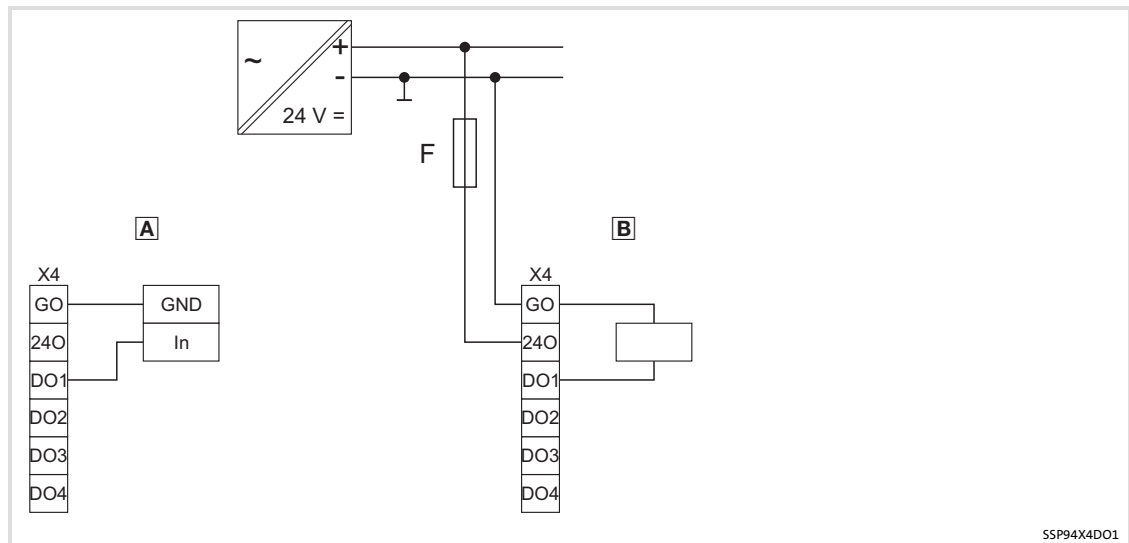 ~
+
-
24 V =
F
A
B
X4
GO
24O
DO1
DO2
DO3
DO4
GND
In
X4
GO
24O
DO1
DO2
DO3
DO4
SSP94X4DO1